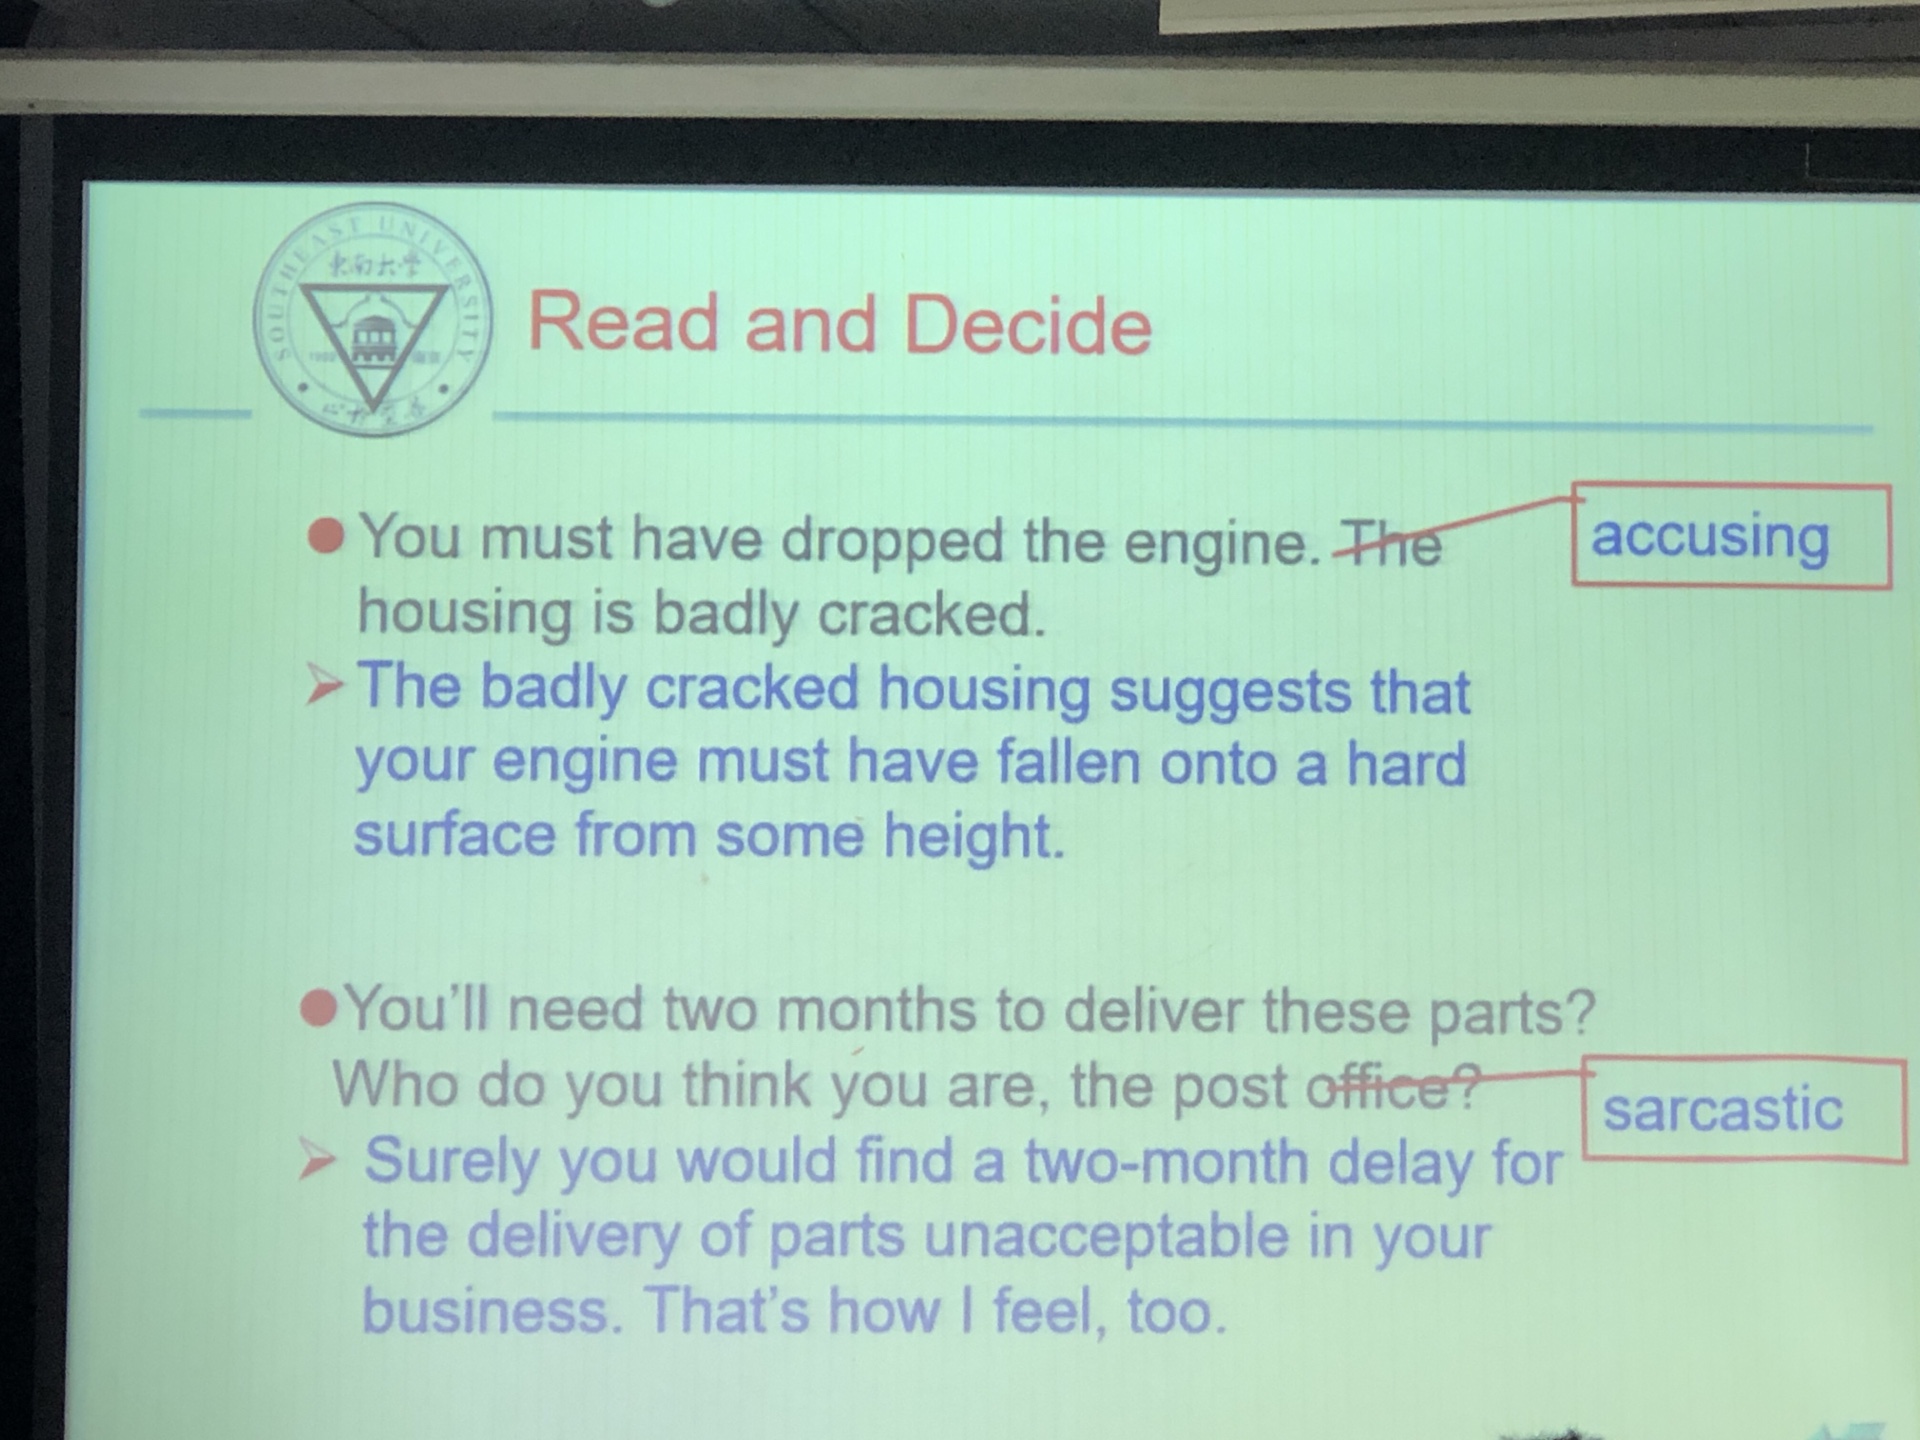 SOUTHEAST UNIVERSITY
東南大学
1902 南京
Read and Decide
You must have dropped the engine. The
accusing
housing is badly cracked.
The badly cracked housing suggests that
your engine must have fallen onto a hard
surface from some height.
You'll need two months to deliver these parts?
Who do you think you are, the post office?
sarcastic
Surely you would find a two-month delay for
the delivery of parts unacceptable in your
business. That's how I feel, too.